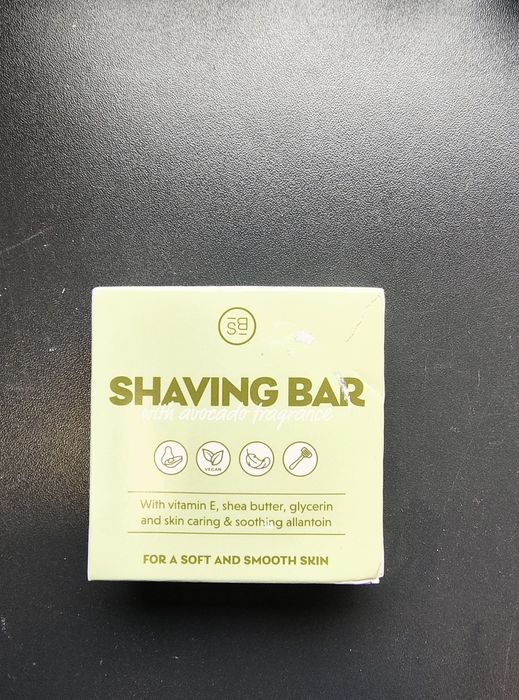 BS
SHAVING BAR
with avocado fragrance
VEGAN
With vitamin E, shea butter, glycerin
and skin caring & soothing allantoin
FOR A SOFT AND SMOOTH SKIN